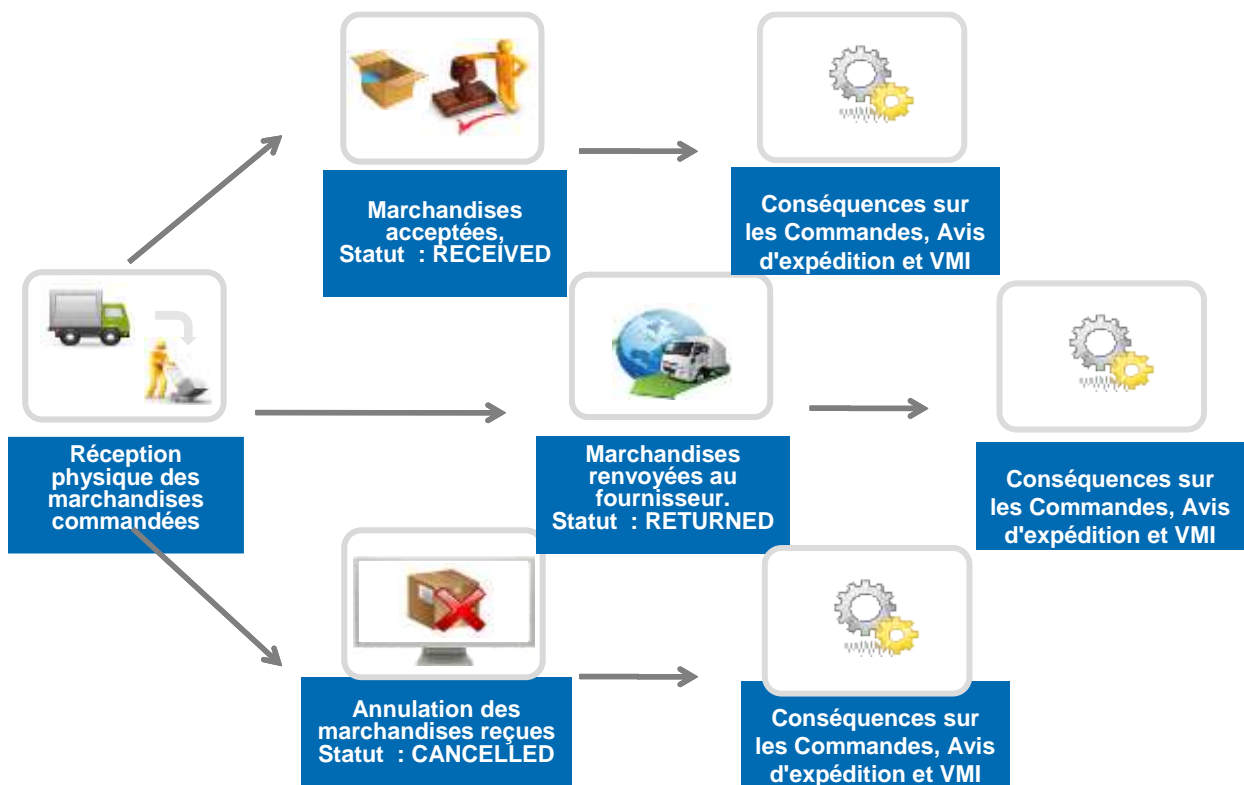 Marchandises
acceptées,
Statut : RECEIVED
Conséquences sur
les Commandes, Avis
d'expédition et VMI
Réception
physique des
marchandises
commandées
Marchandises
renvoyées au
fournisseur.
Statut : RETURNED
Conséquences sur
les Commandes, Avis
d'expédition et VMI
Annulation des
marchandises reçues
Statut : CANCELLED
Conséquences sur
les Commandes, Avis
d'expédition et VMI